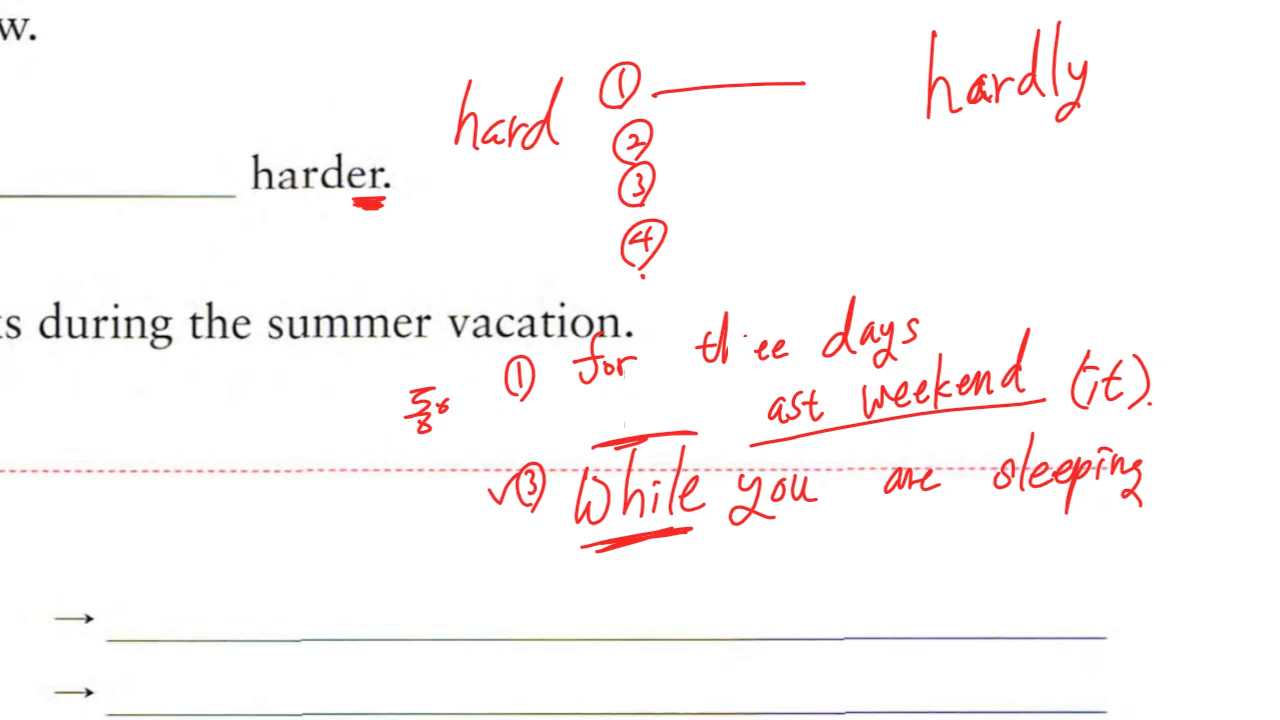 w.
hard ① hardly
②
③
④
harder.
s during the summer vacation.
① for three days
ast weekend (it).
✓③ While you are sleeping
→
→